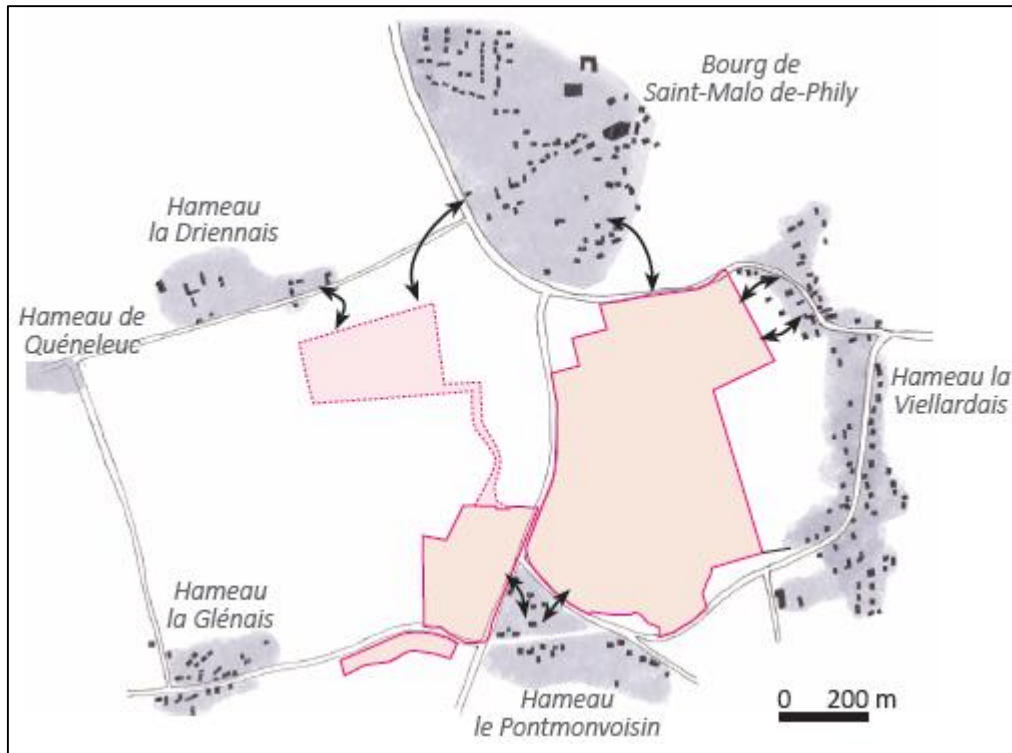 Bourg de
Saint-Malo de-Phily
Hameau
la Driennais
Hameau de
Quéneleuc
Hameau la
Viellardais
Hameau
la Glénais
Hameau
le Pontmonvoisin
0 200 m